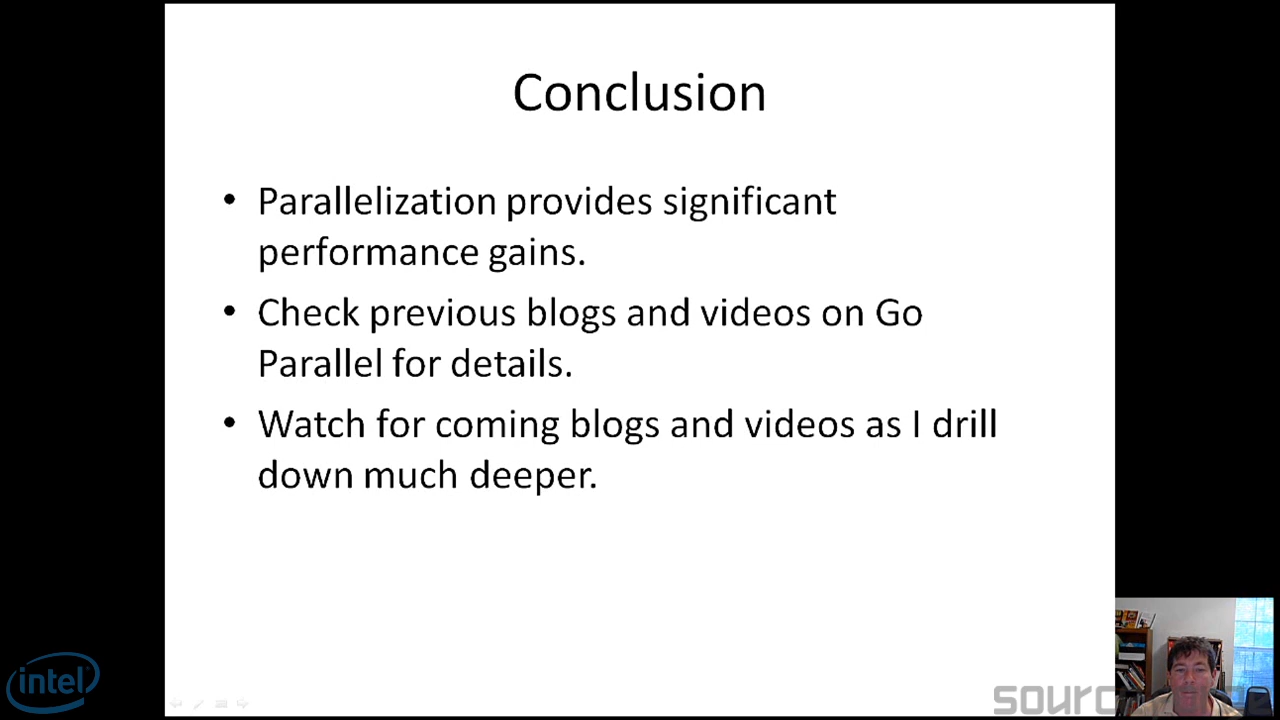 Conclusion
• Parallelization provides significant
performance gains.
• Check previous blogs and videos on Go
Parallel for details.
• Watch for coming blogs and videos as I drill
down much deeper.
intel